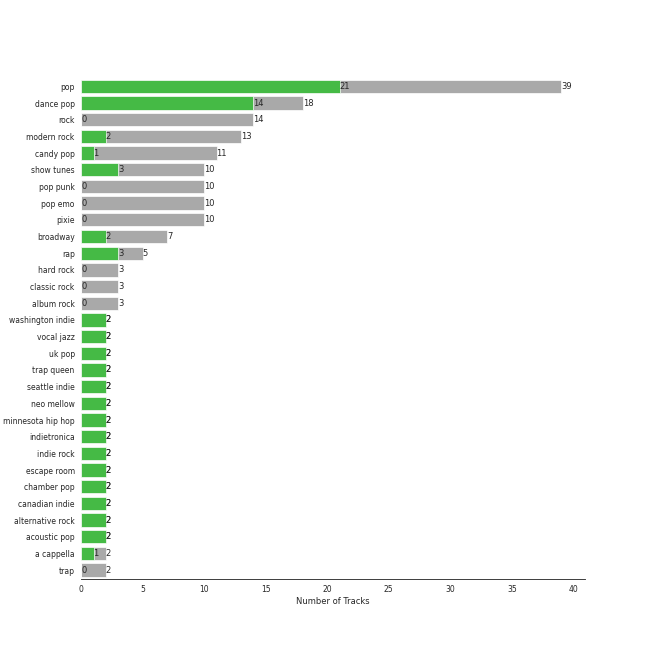 pop 21 39
dance pop 14 18
rock 0 14
modern rock 2 13
candy pop 1 11
show tunes 3 10
pop punk 0 10
pop emo 0 10
pixie 0 10
broadway 2 7
rap 3 5
hard rock 0 3
classic rock 0 3
album rock 0 3
washington indie 2
vocal jazz 2
uk pop 2
trap queen 2
seattle indie 2
neo mellow 2
minnesota hip hop 2
indietronica 2
indie rock 2
escape room 2
chamber pop 2
canadian indie 2
alternative rock 2
acoustic pop 2
a cappella 1 2
trap 0 2
0 5 10 15 20 25 30 35 40
Number of Tracks